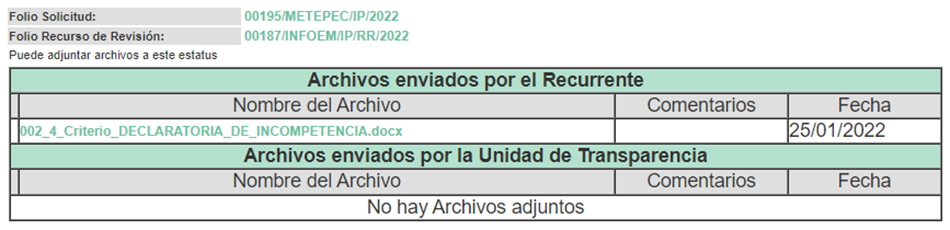 Folio Solicitud: 00195/METEPEC/IP/2022
Folio Recurso de Revisión: 00187/INFOEM/IP/RR/2022
Puede adjuntar archivos a este estatus
Archivos enviados por el Recurrente
Nombre del Archivo Comentarios Fecha
002_4_Criterio_DECLARATORIA_DE_INCOMPETENCIA.docx 25/01/2022
Archivos enviados por la Unidad de Transparencia
Nombre del Archivo Comentarios Fecha
No hay Archivos adjuntos